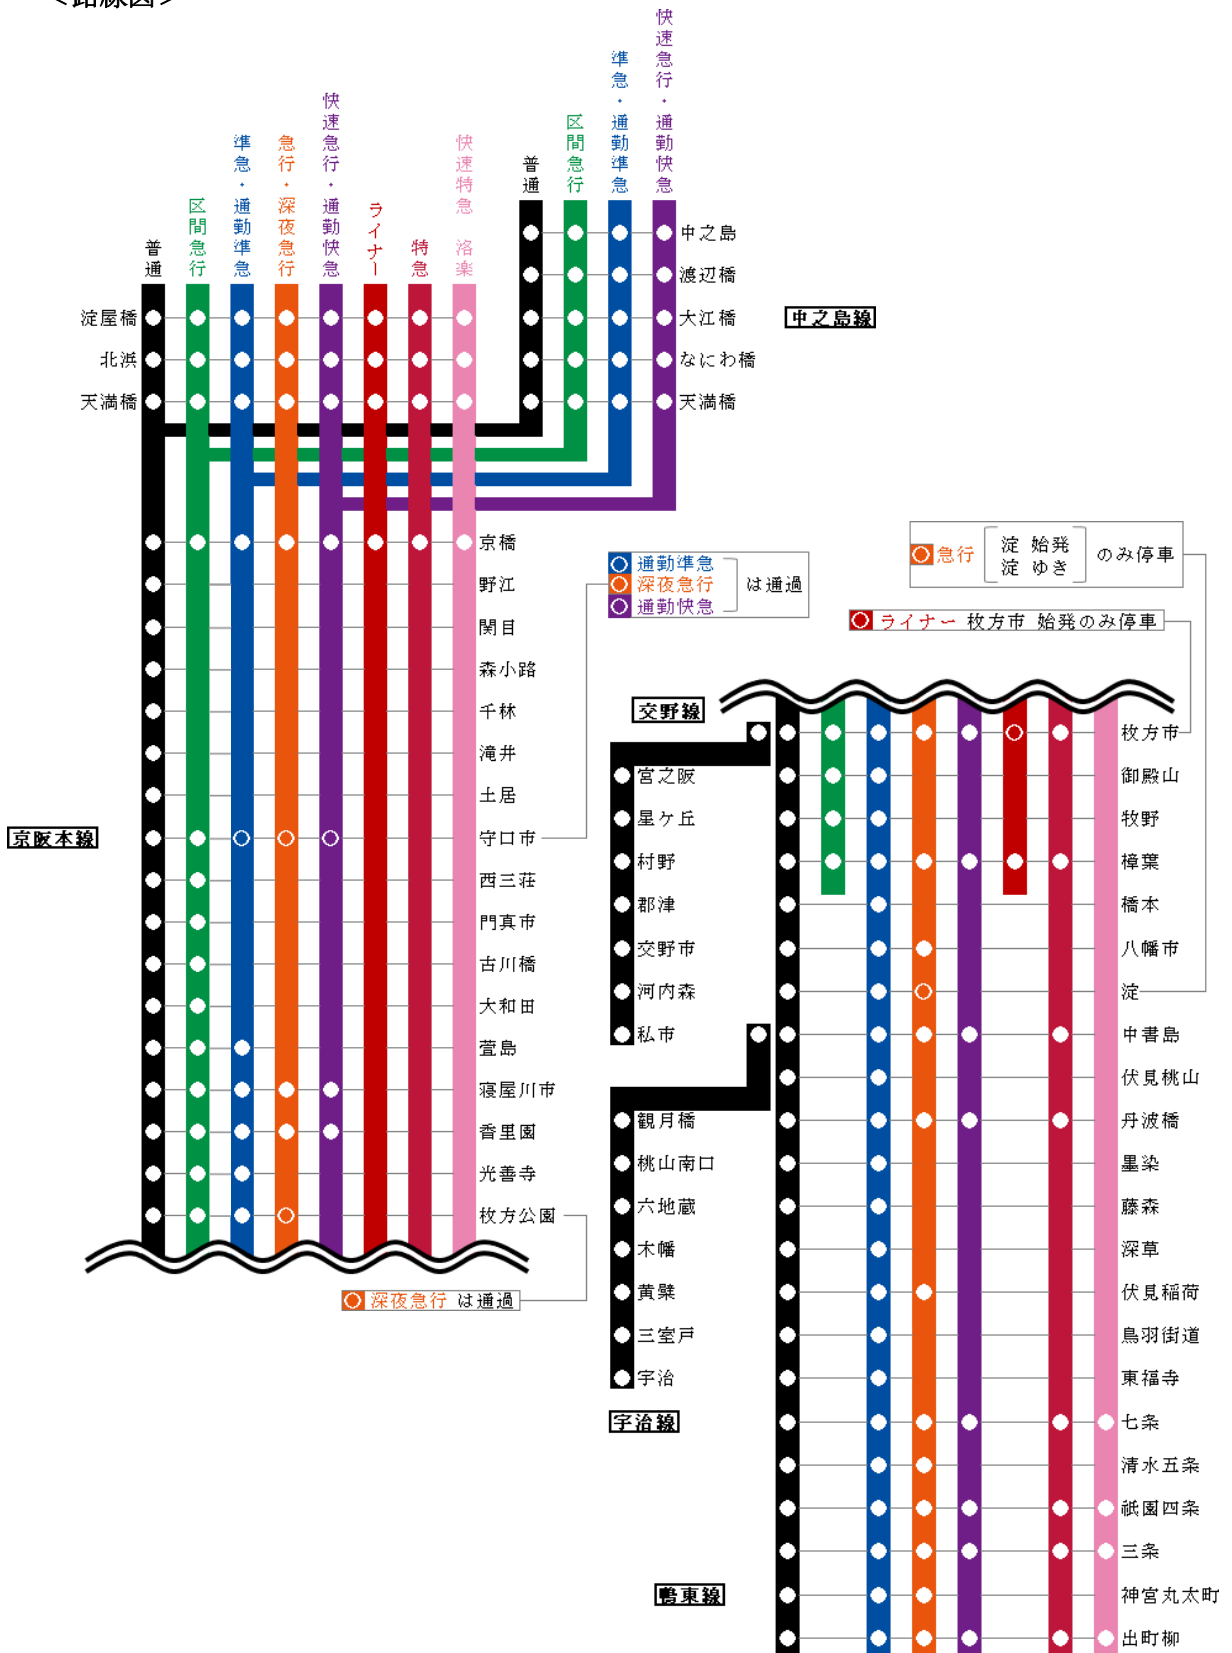 ＜路線図＞
普通
区間急行
準急・通勤準急
急行・深夜急行
快速急行・通勤快急
ライナー
特急
快速特急 洛楽
普通
区間急行
準急・通勤準急
快速急行・通勤快急
中之島
渡辺橋
大江橋
なにわ橋
天満橋
中之島線
淀屋橋
北浜
天満橋
京橋
野江
関目
森小路
千林
滝井
土居
守口市
西三荘
門真市
古川橋
大和田
萱島
寝屋川市
香里園
光善寺
枚方公園
京阪本線
通勤準急
深夜急行
通勤快急
は通過
深夜急行 は通過
急行 淀 始発
淀 ゆき
のみ停車
ライナー 枚方市 始発のみ停車
交野線
宮之阪
星ケ丘
村野
郡津
交野市
河内森
私市
観月橋
桃山南口
六地蔵
木幡
黄檗
三室戸
宇治
宇治線
枚方市
御殿山
牧野
樟葉
橋本
八幡市
淀
中書島
伏見桃山
丹波橋
墨染
藤森
深草
伏見稲荷
鳥羽街道
東福寺
七条
清水五条
祇園四条
三条
神宮丸太町
出町柳
鴨東線